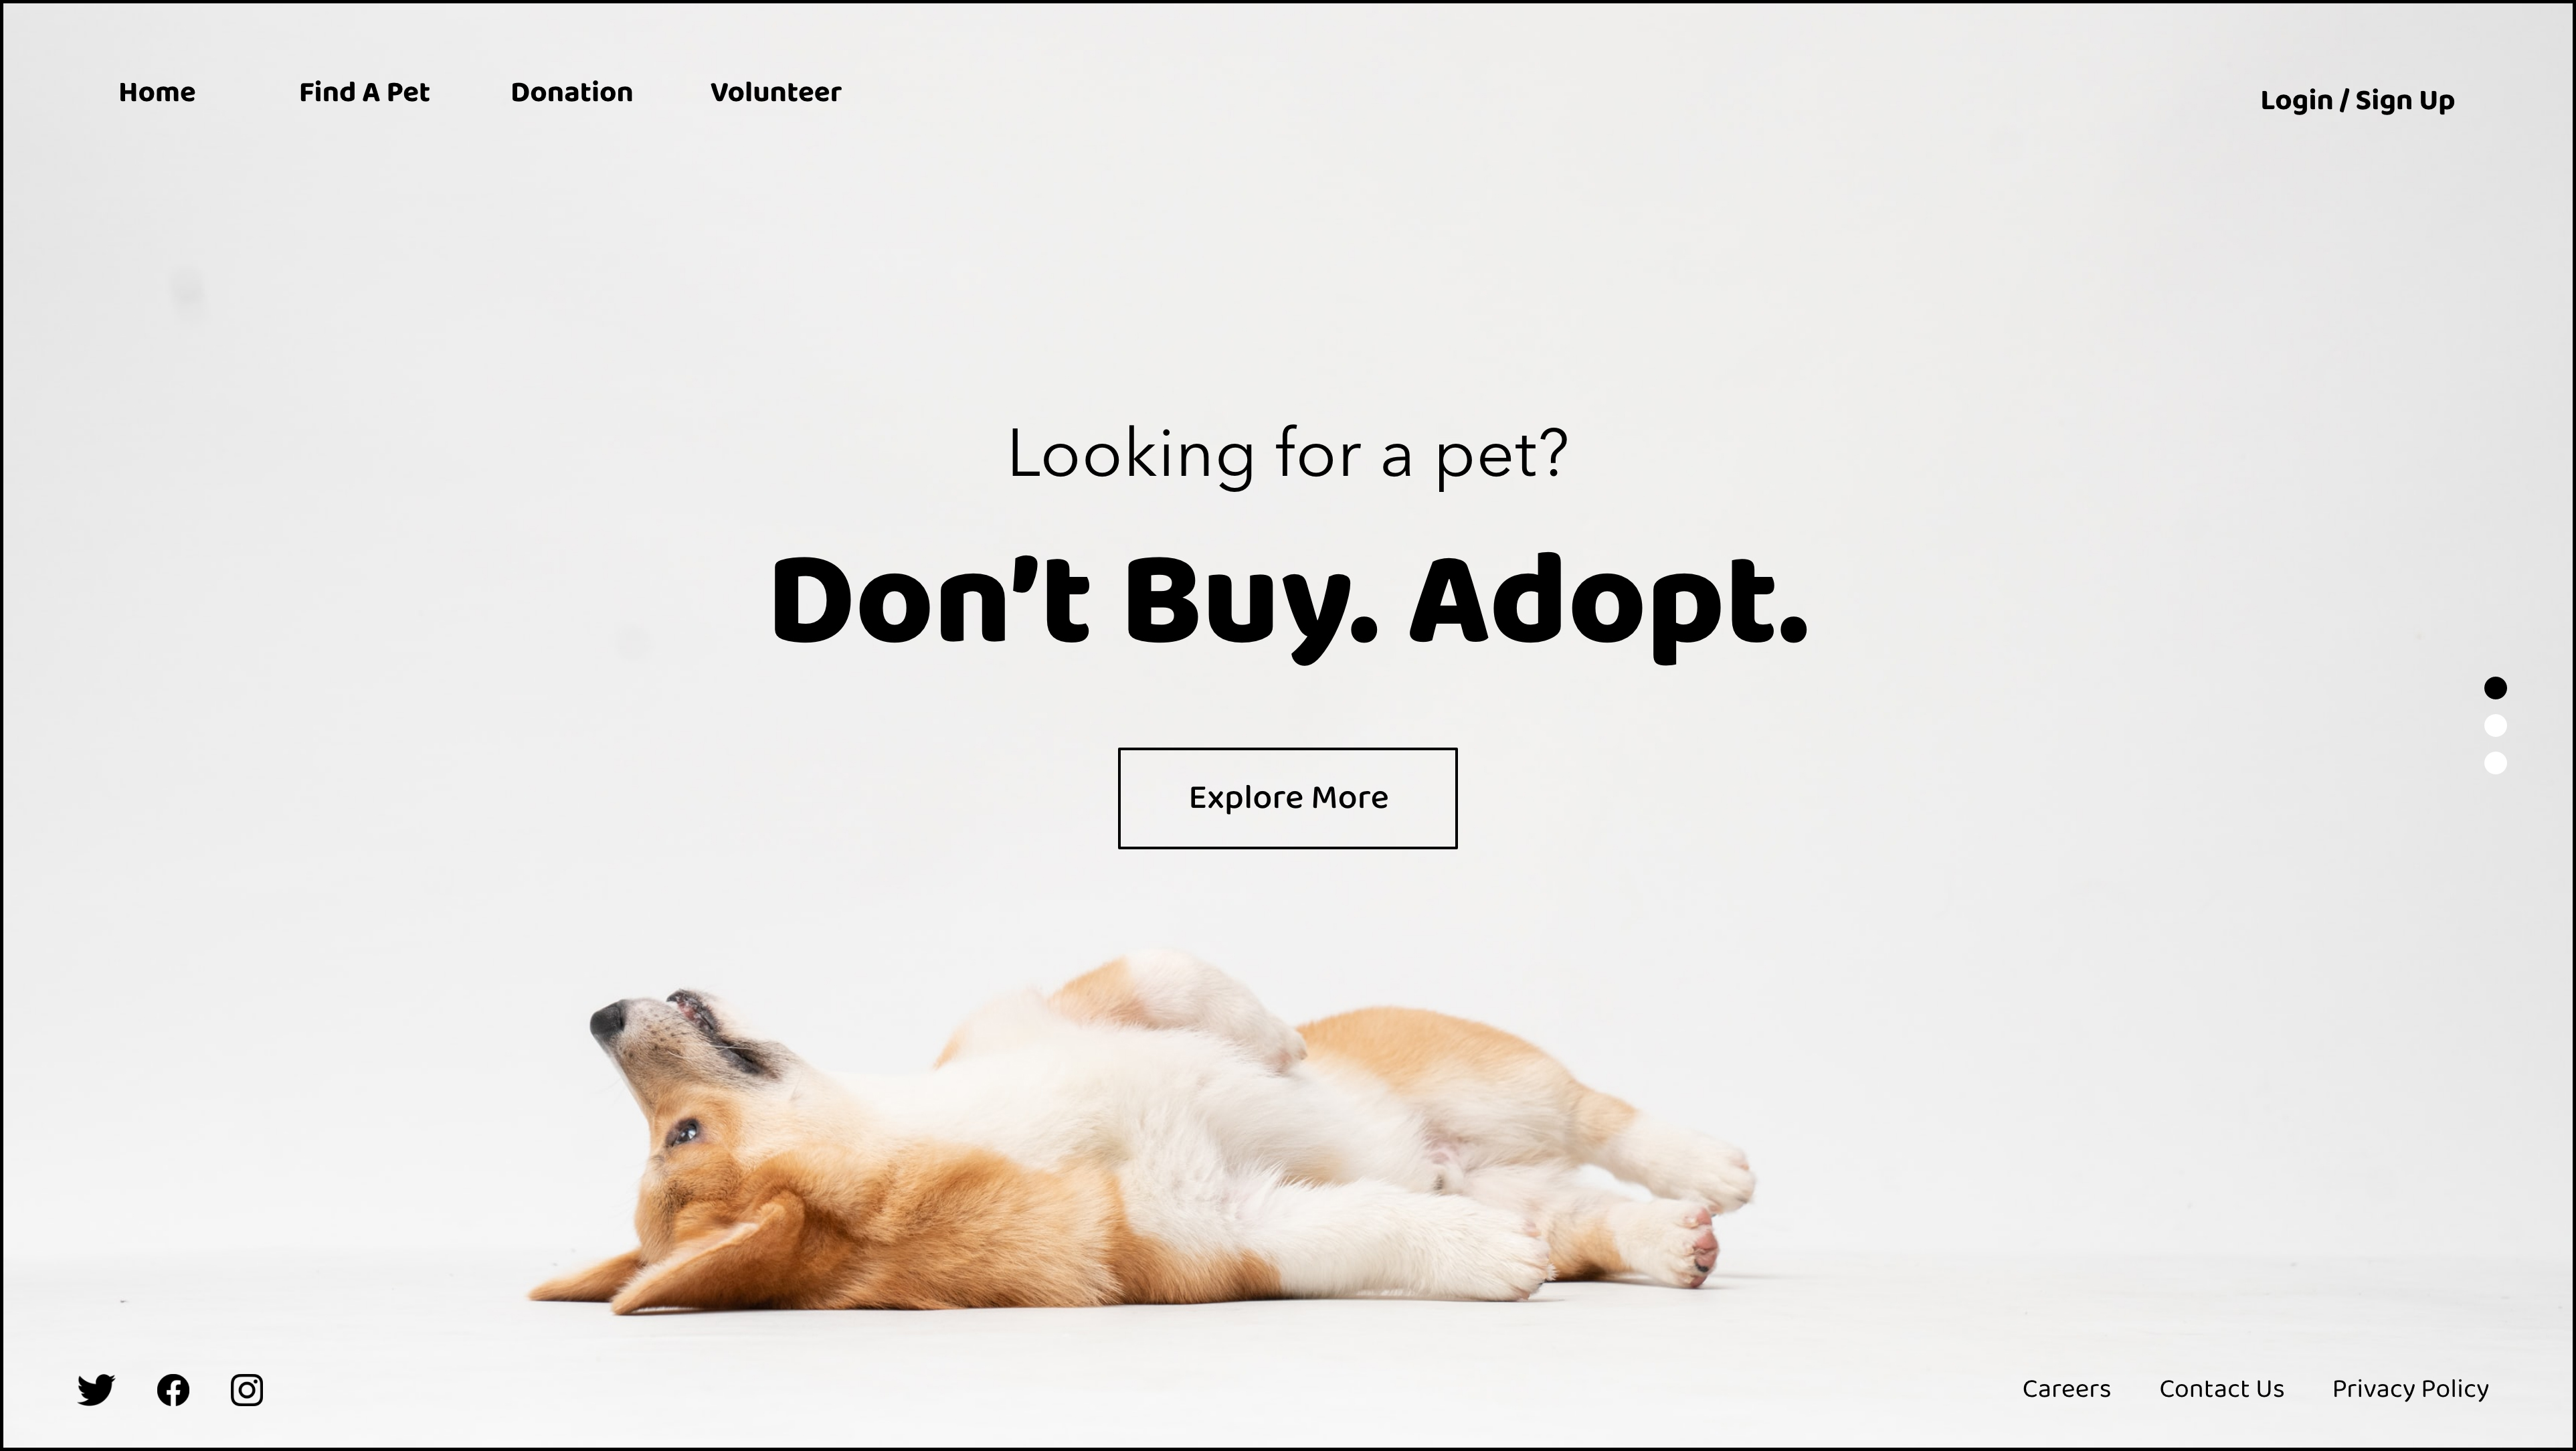 Home Find A Pet Donation Volunteer Login / Sign Up
Looking for a pet?
Don't Buy. Adopt.
Explore More
Careers Contact Us Privacy Policy